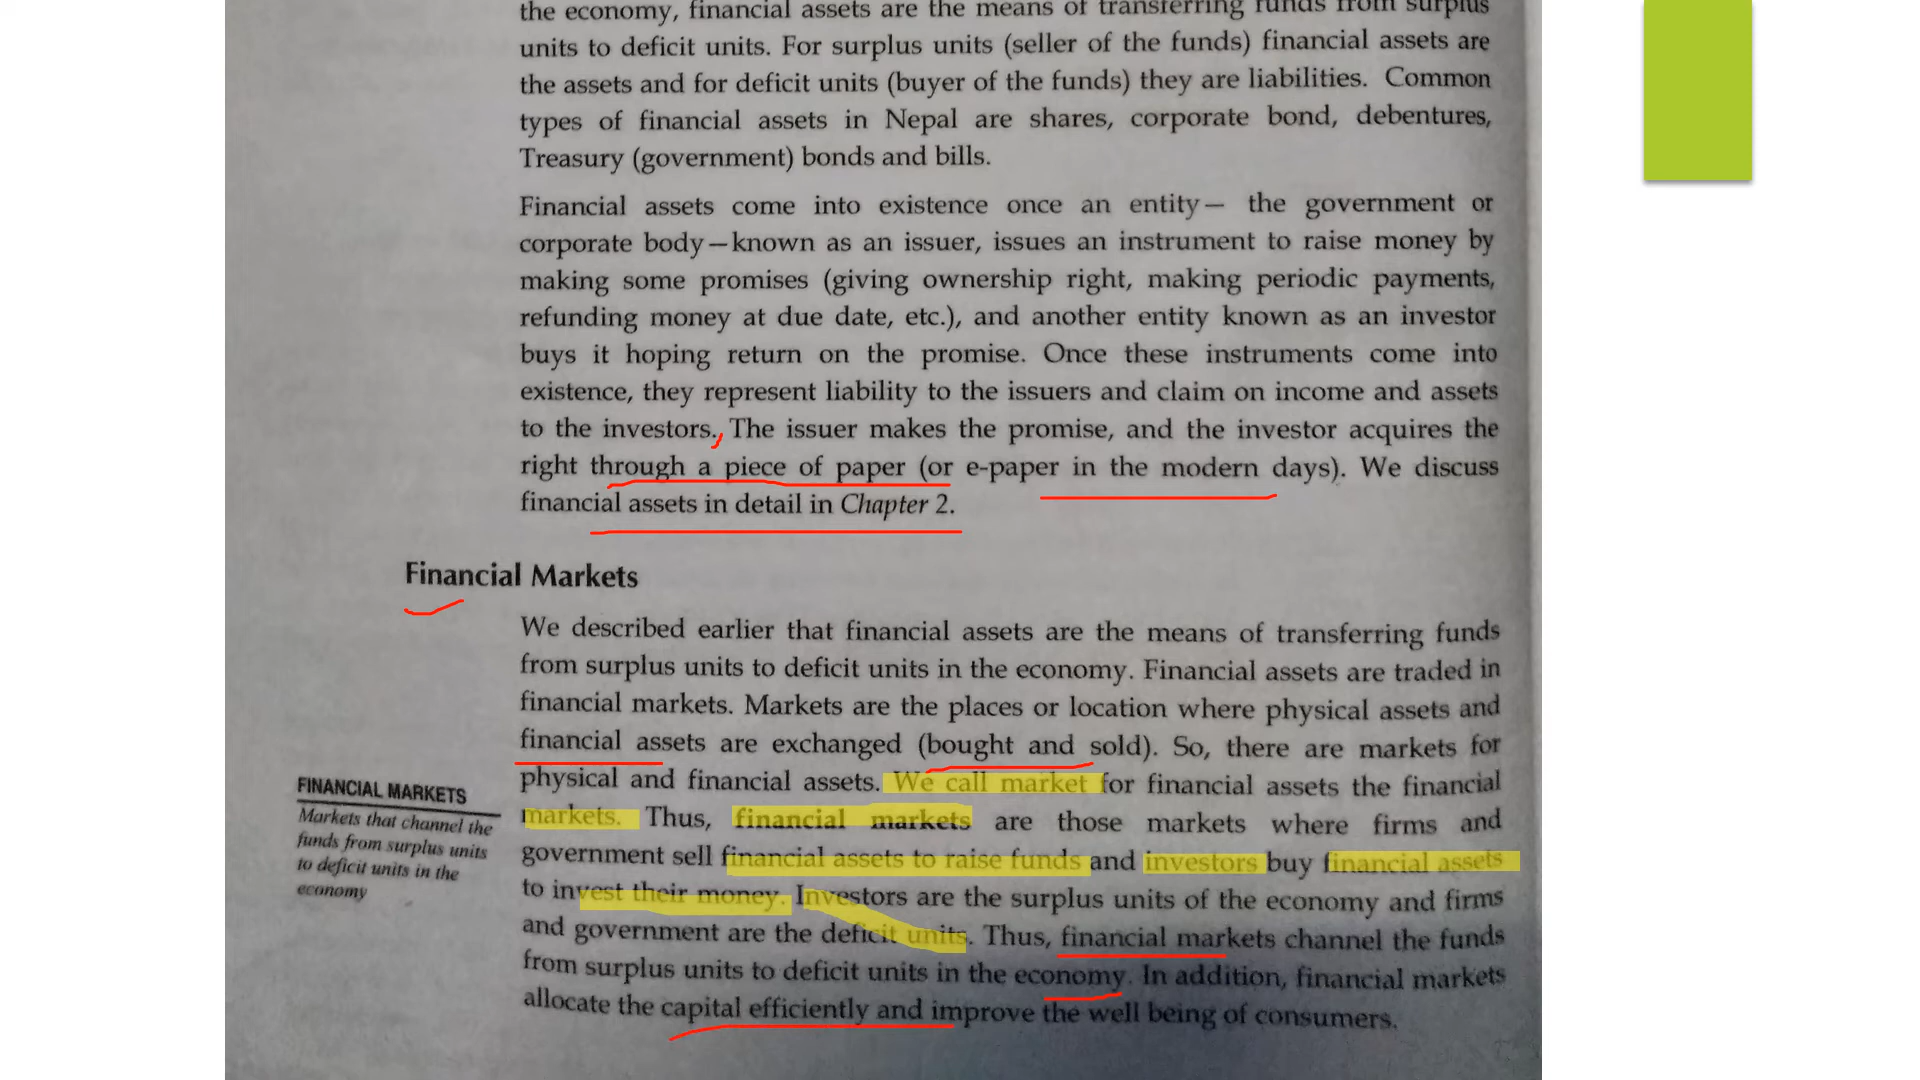 the economy, financial assets are the means of transferring funds from surplus
units to deficit units. For surplus units (seller of the funds) financial assets are
the assets and for deficit units (buyer of the funds) they are liabilities. Common
types of financial assets in Nepal are shares, corporate bond, debentures,
Treasury (government) bonds and bills.
Financial assets come into existence once an entity— the government or
corporate body—known as an issuer, issues an instrument to raise money by
making some promises (giving ownership right, making periodic payments,
refunding money at due date, etc.), and another entity known as an investor
buys it hoping return on the promise. Once these instruments come into
existence, they represent liability to the issuers and claim on income and assets
to the investors. The issuer makes the promise, and the investor acquires the
right through a piece of paper (or e-paper in the modern days). We discuss
financial assets in detail in Chapter 2.
Financial Markets
We described earlier that financial assets are the means of transferring funds
from surplus units to deficit units in the economy. Financial assets are traded in
financial markets. Markets are the places or location where physical assets and
financial assets are exchanged (bought and sold). So, there are markets for
physical and financial assets. We call market for financial assets the financial
markets. Thus, financial markets are those markets where firms and
government sell financial assets to raise funds and investors buy financial assets
to invest their money. Investors are the surplus units of the economy and firms
and government are the deficit units. Thus, financial markets channel the funds
from surplus units to deficit units in the economy. In addition, financial markets
allocate the capital efficiently and improve the well being of consumers.
FINANCIAL MARKETS
Markets that channel the
funds from surplus units
to deficit units in the
economy